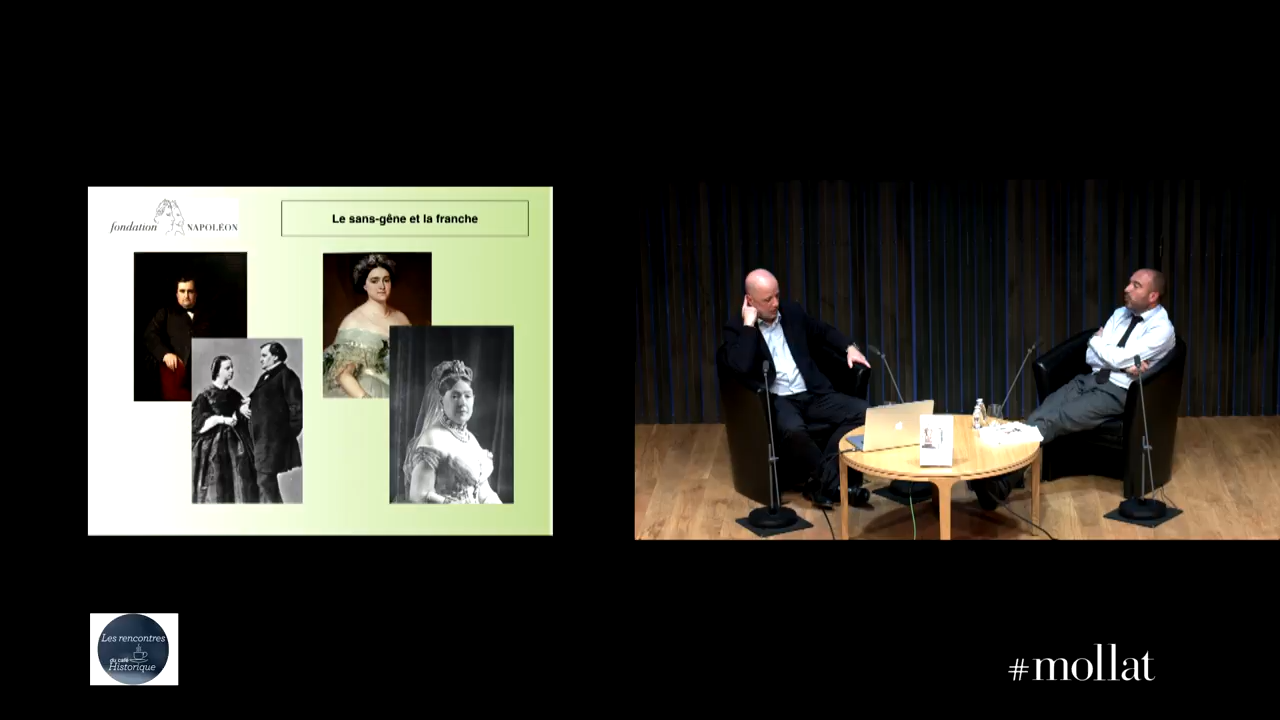 fondation NAPOLÉON
Le sans-gêne et la franche
Les rencontres
du café
Historique
#mollat